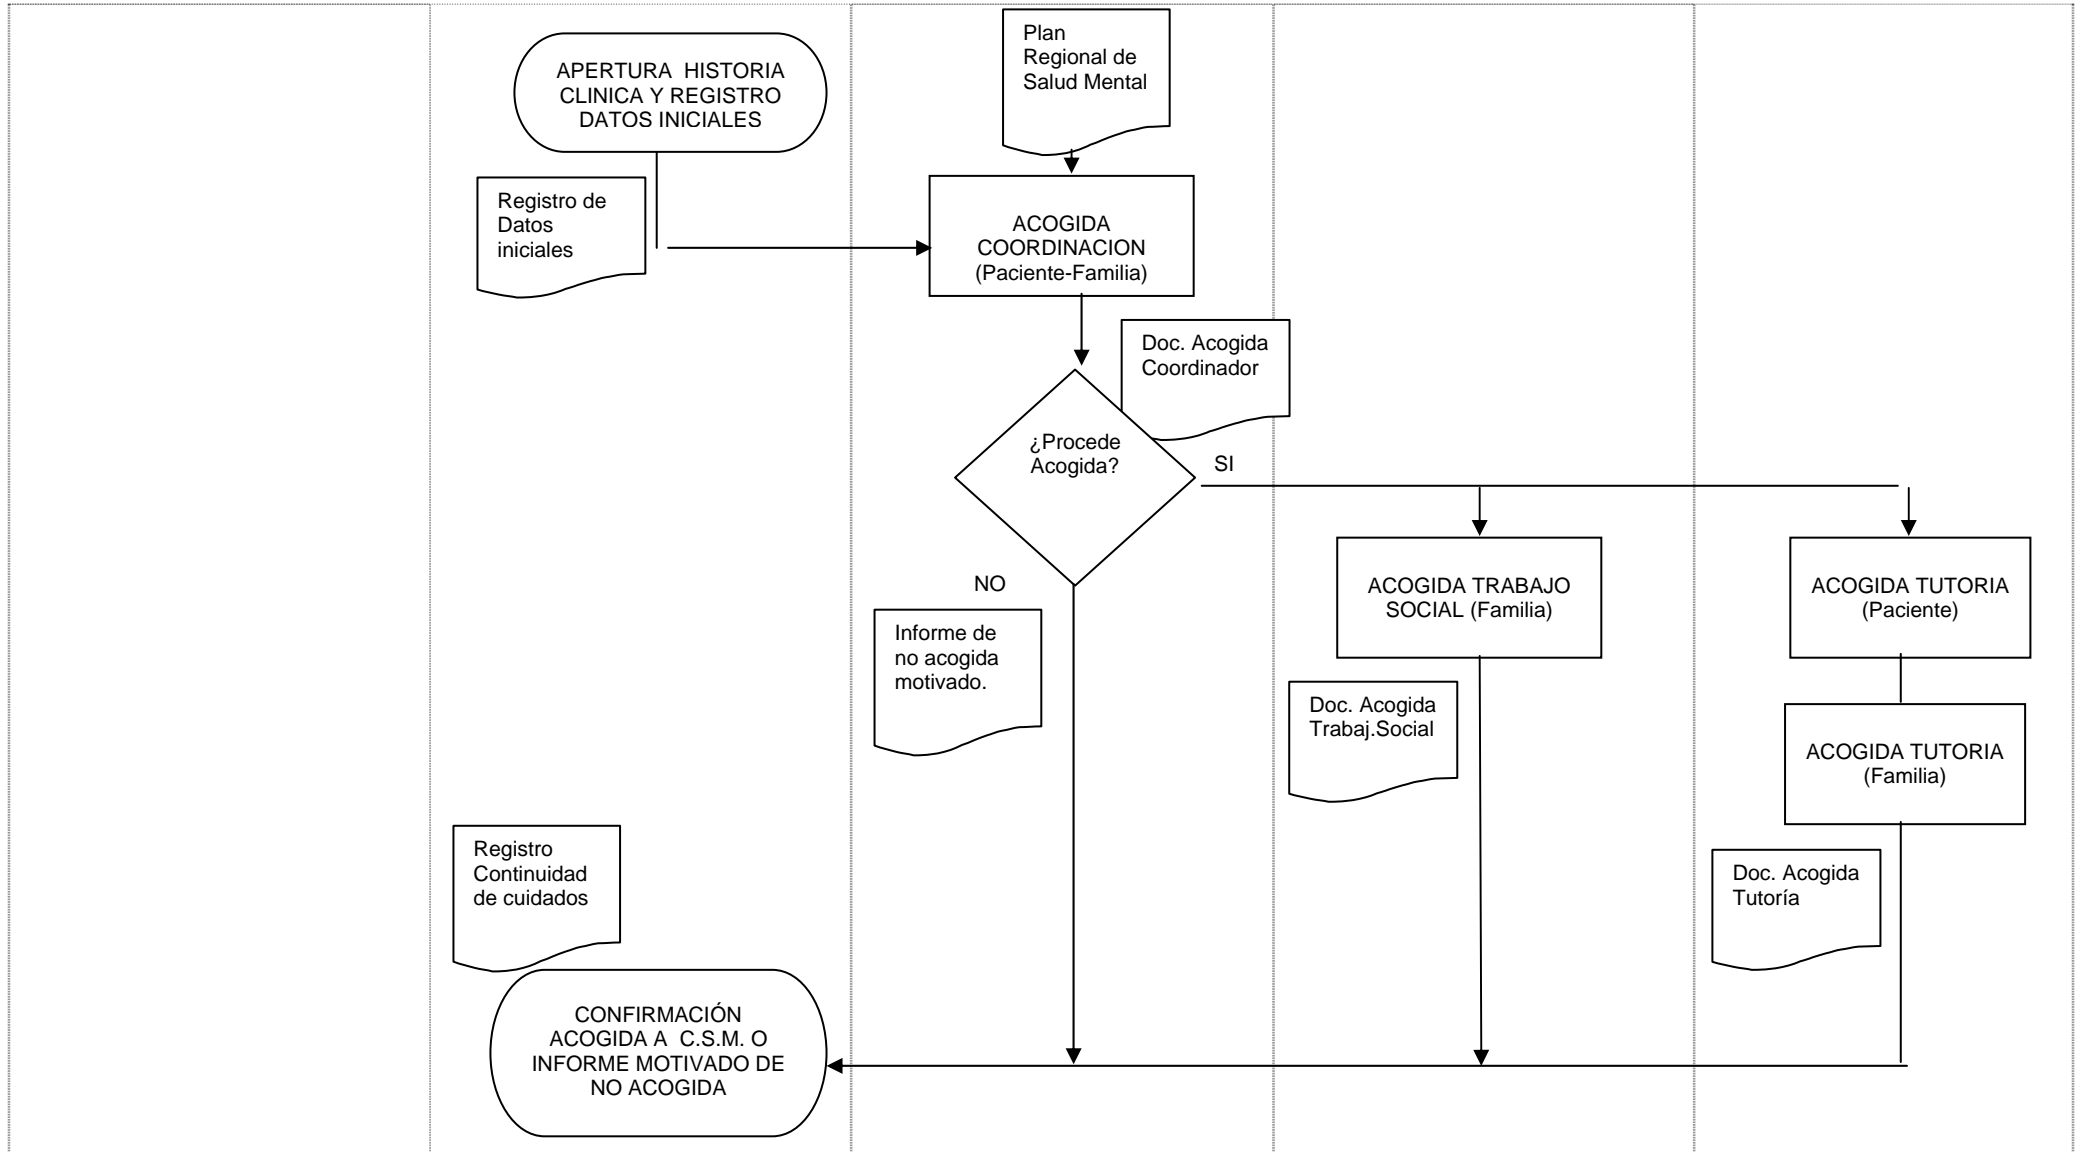 Plan
Regional de
Salud Mental
APERTURA HISTORIA
CLINICA Y REGISTRO
DATOS INICIALES
Registro de
Datos
iniciales
ACOGIDA
COORDINACION
(Paciente-Familia)
Doc. Acogida
Coordinador
¿Procede
Acogida?
SI
NO
ACOGIDA TRABAJO
SOCIAL (Familia)
ACOGIDA TUTORIA
(Paciente)
Informe de
no acogida
motivado.
Doc. Acogida
Trabaj.Social
ACOGIDA TUTORIA
(Familia)
Registro
Continuidad
de cuidados
Doc. Acogida
Tutoría
CONFIRMACIÓN
ACOGIDA A C.S.M. O
INFORME MOTIVADO DE
NO ACOGIDA